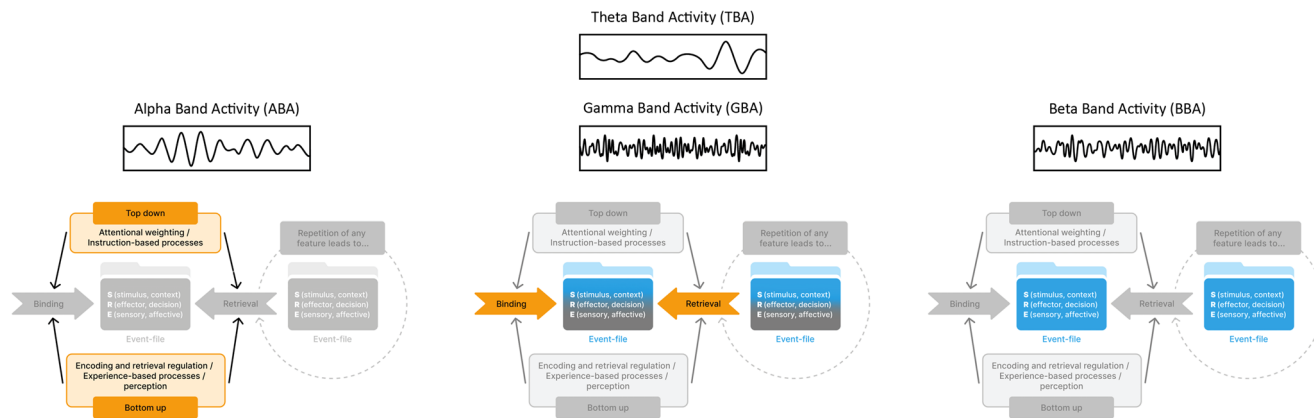 Theta Band Activity (TBA)
Alpha Band Activity (ABA)
Top down
Attentional weighting /
Instruction-based processes
Repetition of any
feature leads to...
Binding
S (stimulus, context)
R (effector, decision)
E (sensory, affective)
Event-file
Retrieval
S (stimulus, context)
R (effector, decision)
E (sensory, affective)
Event-file
Encoding and retrieval regulation /
Experience-based processes /
perception
Bottom up
Gamma Band Activity (GBA)
Top down
Attentional weighting /
Instruction-based processes
Repetition of any
feature leads to...
Binding
S (stimulus, context)
R (effector, decision)
E (sensory, affective)
Event-file
Retrieval
S (stimulus, context)
R (effector, decision)
E (sensory, affective)
Event-file
Encoding and retrieval regulation /
Experience-based processes /
perception
Bottom up
Beta Band Activity (BBA)
Top down
Attentional weighting /
Instruction-based processes
Repetition of any
feature leads to...
Binding
S (stimulus, context)
R (effector, decision)
E (sensory, affective)
Event-file
Retrieval
S (stimulus, context)
R (effector, decision)
E (sensory, affective)
Event-file
Encoding and retrieval regulation /
Experience-based processes /
perception
Bottom up